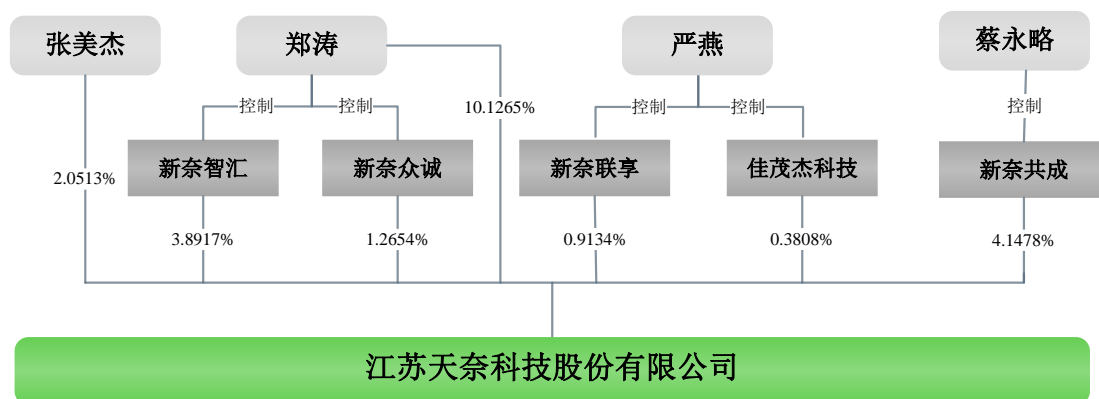 张美杰
郑涛
严燕
蔡永略
控制
控制
10.1265%
控制
控制
控制
2.0513%
新奈智汇
新奈众诚
新奈联享
佳茂杰科技
新奈共成
3.8917%
1.2654%
0.9134%
0.3808%
4.1478%
江苏天奈科技股份有限公司